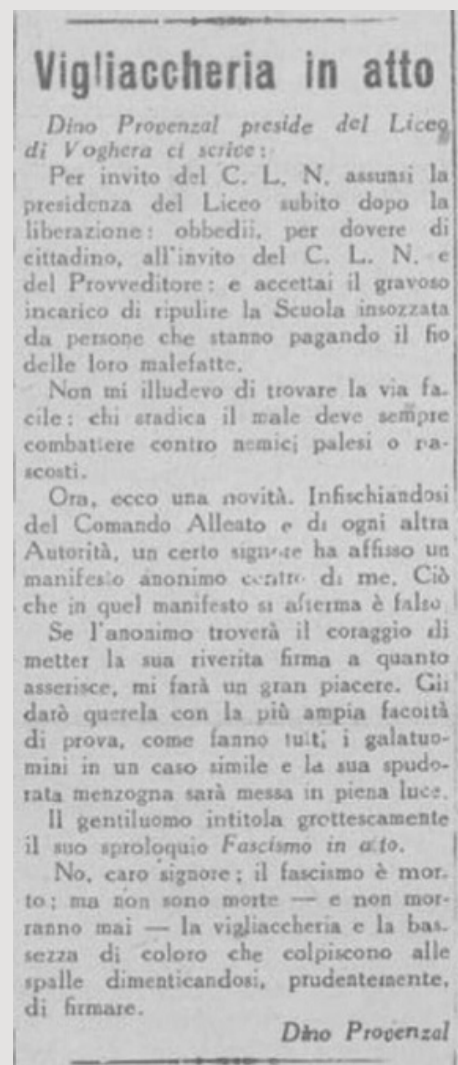 Vigliaccheria in atto
Dino Provenzal preside del Liceo
di Voghera ci scrive:
Per invito del C. L. N. assunsi la
presidenza del Liceo subito dopo la
liberazione: obbedii, per dovere di
cittadino, all'invito del C. L. N. e
del Provveditore: e accettai il gravoso
incarico di ripulire la Scuola insozzata
da persone che stanno pagando il fio
delle loro malefatte.
Non mi illudevo di trovare la via fa-
cile: chi sradica il male deve sempre
combattere contro nemici palesi o na-
scosti.
Ora, ecco una novità. Infischiandosi
del Comando Alleato e di ogni altra
Autorità, un certo signore ha affisso un
manifesto anonimo contro di me. Ciò
che in quel manifesto si afferma è falso
Se l'anonimo troverà il coraggio di
metter la sua riverita firma a quanto
asserisce, mi farà un gran piacere. Gli
darò querela con la più ampia facoltà
di prova, come fanno tutti i galatuo-
mini in un caso simile e la sua spudo-
rata menzogna sarà messa in piena luce.
Il gentiluomo intitola grottescamente
il suo sproloquio Fascismo in atto.
No, caro signore; il fascismo è mor-
to; ma non sono morte — e non mor-
ranno mai — la vigliaccheria e la bas-
sezza di coloro che colpiscono alle
spalle dimenticandosi, prudentemente,
di firmare.
Dino Provenzal